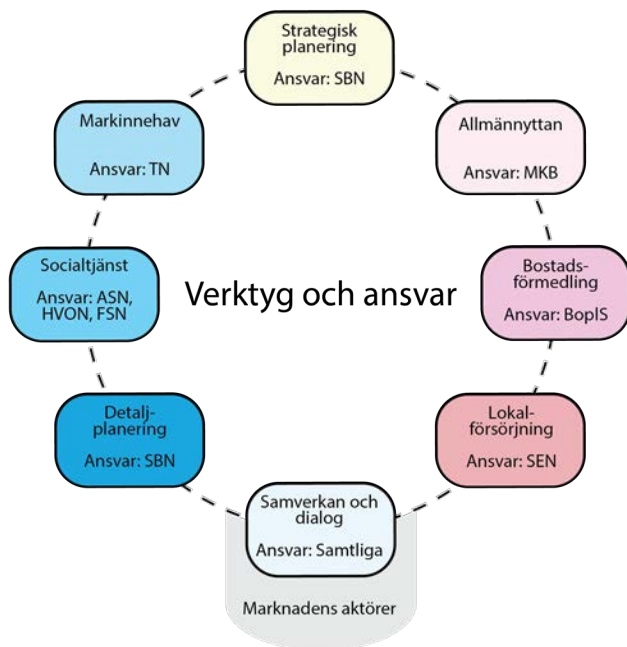 Strategisk
planering
Ansvar: SBN
Markinnehav
Ansvar: TN
Allmännyttan
Ansvar: MKB
Socialtjänst
Ansvar: ASN,
HVON, FSN
Verktyg och ansvar
Bostads-
förmedling
Ansvar: BoplS
Detalj-
planering
Ansvar: SBN
Lokal-
försörjning
Ansvar: SEN
Samverkan och
dialog
Ansvar: Samtliga
Marknadens aktörer